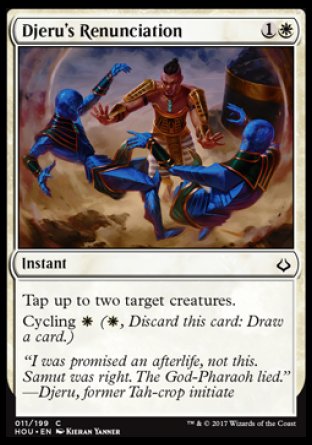 Djeru's Renunciation 1
Instant
Tap up to two target creatures.
Cycling (, Discard this card: Draw
a card.)
"I was promised an afterlife, not this.
Samut was right. The God-Pharaoh lied."
—Djeru, former Tah-crop initiate
011/199 C
HOU • EN Kieran Tanner
™ & © 2017 Wizards of the Coast